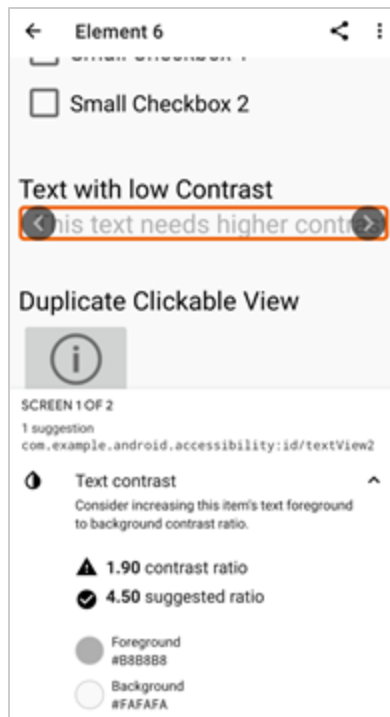 Element 6
Small Checkbox 2
Text with low Contrast
his text needs higher contra
Duplicate Clickable View
SCREEN 1 OF 2
1 suggestion
com.example.android.accessibility:id/textView2
Text contrast
Consider increasing this item's text foreground
to background contrast ratio.
1.90 contrast ratio
4.50 suggested ratio
Foreground
#B8B8B8
Background
#FAFAFA